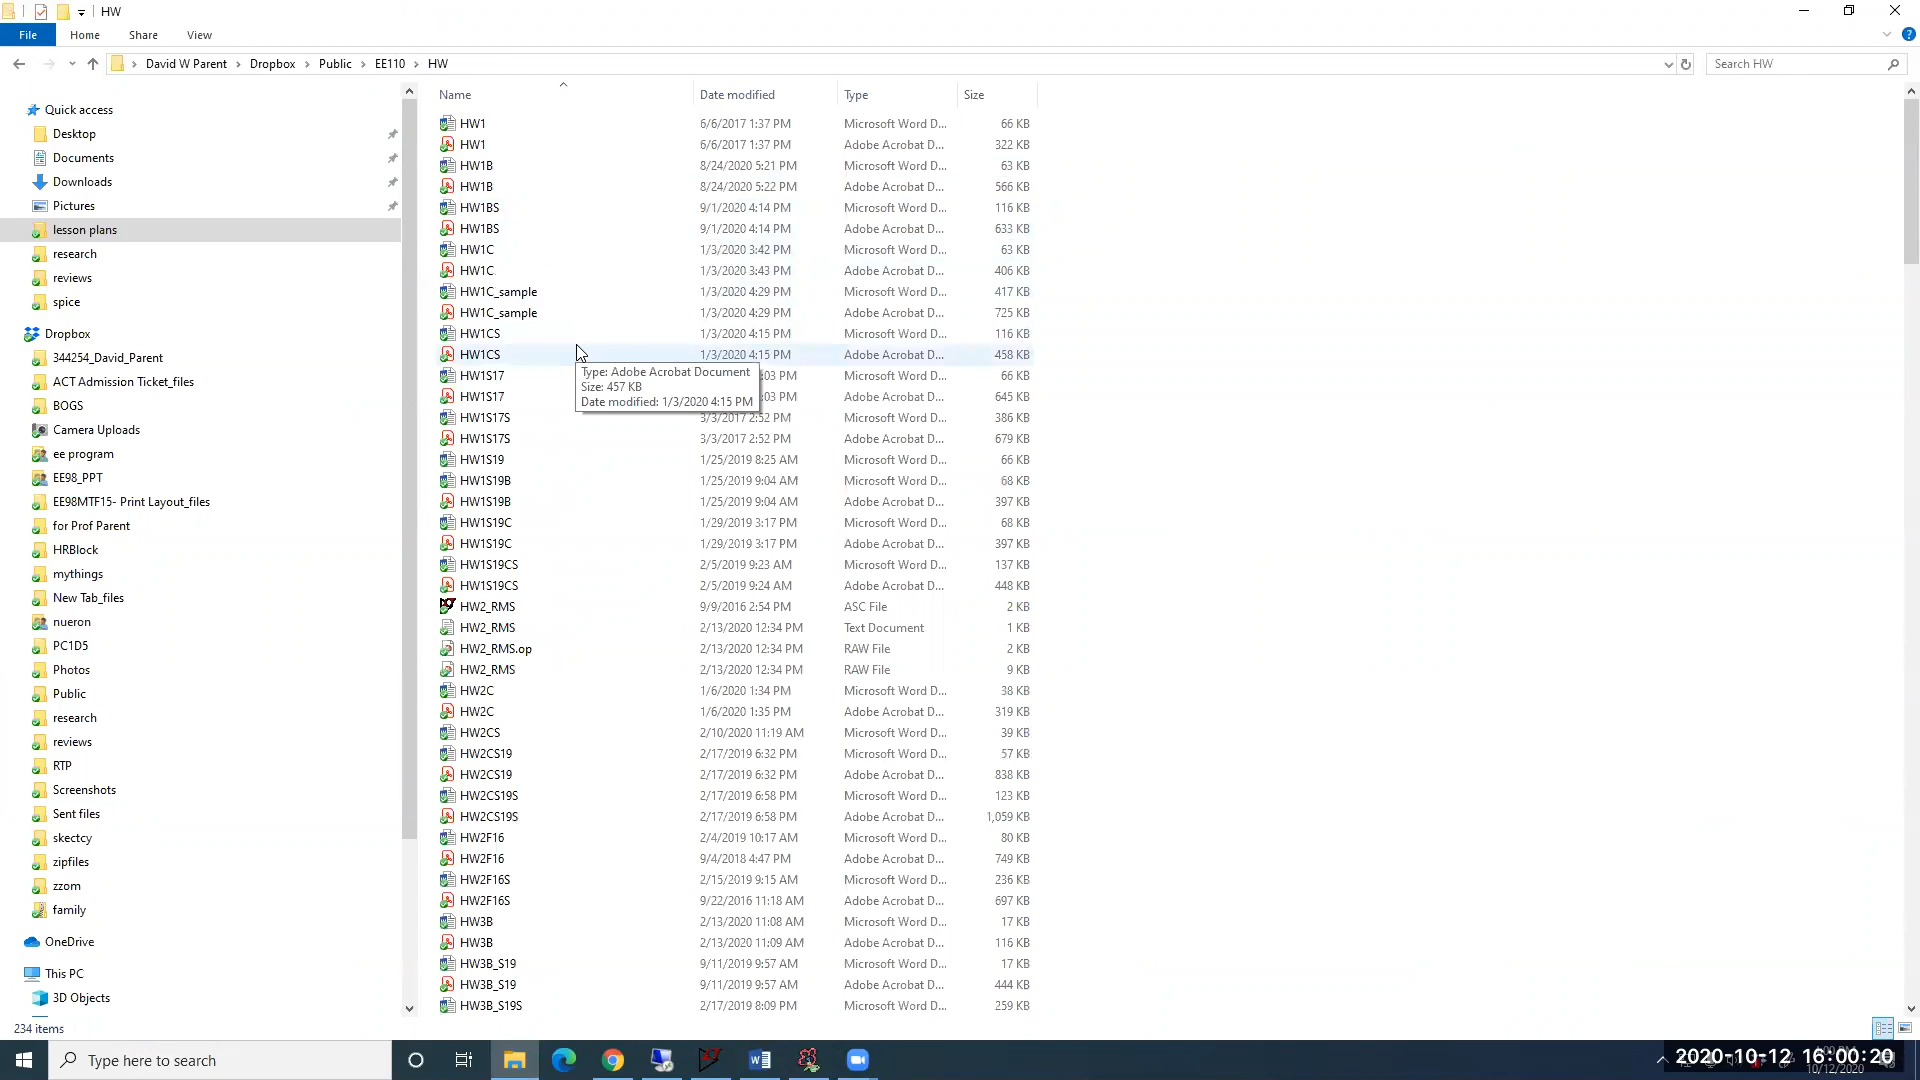 HW
File Home Share View
David W Parent > Dropbox > Public > EE110 > HW
Search HW
Quick access
Desktop
Documents
Downloads
Pictures
lesson plans
research
reviews
spice
Dropbox
344254_David_Parent
ACT Admission Ticket_files
BOGS
Camera Uploads
ee program
EE98_PPT
EE98MTF15- Print Layout_files
for Prof Parent
HRBlock
mythings
New Tab_files
nueron
PC1D5
Photos
Public
research
reviews
RTP
Screenshots
Sent files
skectcy
zipfiles
zzom
family
OneDrive
This PC
3D Objects
Name Date modified Type Size
HW1 6/6/2017 1:37 PM Microsoft Word D... 66 KB
HW1 6/6/2017 1:37 PM Adobe Acrobat D... 322 KB
HW1B 8/24/2020 5:21 PM Microsoft Word D... 63 KB
HW1B 8/24/2020 5:22 PM Adobe Acrobat D... 566 KB
HW1BS 9/1/2020 4:14 PM Microsoft Word D... 116 KB
HW1BS 9/1/2020 4:14 PM Adobe Acrobat D... 633 KB
HW1C 1/3/2020 3:42 PM Microsoft Word D... 63 KB
HW1C 1/3/2020 3:43 PM Adobe Acrobat D... 406 KB
HW1C_sample 1/3/2020 4:29 PM Microsoft Word D... 417 KB
HW1C_sample 1/3/2020 4:29 PM Adobe Acrobat D... 725 KB
HW1CS 1/3/2020 4:15 PM Microsoft Word D... 116 KB
HW1CS 1/3/2020 4:15 PM Adobe Acrobat D... 458 KB
Type: Adobe Acrobat Document
Size: 457 KB
Date modified: 1/3/2020 4:15 PM
HW1S17 :03 PM Microsoft Word D... 66 KB
HW1S17 :03 PM Adobe Acrobat D... 645 KB
HW1S17S 3/3/2017 2:52 PM Microsoft Word D... 386 KB
HW1S17S 3/3/2017 2:52 PM Adobe Acrobat D... 679 KB
HW1S19 1/25/2019 8:25 AM Microsoft Word D... 66 KB
HW1S19B 1/25/2019 9:04 AM Microsoft Word D... 68 KB
HW1S19B 1/25/2019 9:04 AM Adobe Acrobat D... 397 KB
HW1S19C 1/29/2019 3:17 PM Microsoft Word D... 68 KB
HW1S19C 1/29/2019 3:17 PM Adobe Acrobat D... 397 KB
HW1S19CS 2/5/2019 9:23 AM Microsoft Word D... 137 KB
HW1S19CS 2/5/2019 9:24 AM Adobe Acrobat D... 448 KB
HW2_RMS 9/9/2016 2:54 PM ASC File 2 KB
HW2_RMS 2/13/2020 12:34 PM Text Document 1 KB
HW2_RMS.op 2/13/2020 12:34 PM RAW File 2 KB
HW2_RMS 2/13/2020 12:34 PM RAW File 9 KB
HW2C 1/6/2020 1:34 PM Microsoft Word D... 38 KB
HW2C 1/6/2020 1:35 PM Adobe Acrobat D... 319 KB
HW2CS 2/10/2020 11:19 AM Microsoft Word D... 39 KB
HW2CS19 2/17/2019 6:32 PM Microsoft Word D... 57 KB
HW2CS19 2/17/2019 6:32 PM Adobe Acrobat D... 838 KB
HW2CS19S 2/17/2019 6:58 PM Microsoft Word D... 123 KB
HW2CS19S 2/17/2019 6:58 PM Adobe Acrobat D... 1,059 KB
HW2F16 2/4/2019 10:17 AM Microsoft Word D... 80 KB
HW2F16 9/4/2018 4:47 PM Adobe Acrobat D... 749 KB
HW2F16S 2/15/2019 9:15 AM Microsoft Word D... 236 KB
HW2F16S 9/22/2016 11:18 AM Adobe Acrobat D... 697 KB
HW3B 2/13/2020 11:08 AM Microsoft Word D... 17 KB
HW3B 2/13/2020 11:09 AM Adobe Acrobat D... 116 KB
HW3B_S19 9/11/2019 9:57 AM Microsoft Word D... 17 KB
HW3B_S19 9/11/2019 9:57 AM Adobe Acrobat D... 444 KB
HW3B_S19S 2/17/2019 8:09 PM Microsoft Word D... 259 KB
234 items
Type here to search
2020-10-12 16:00:20
10/12/2020